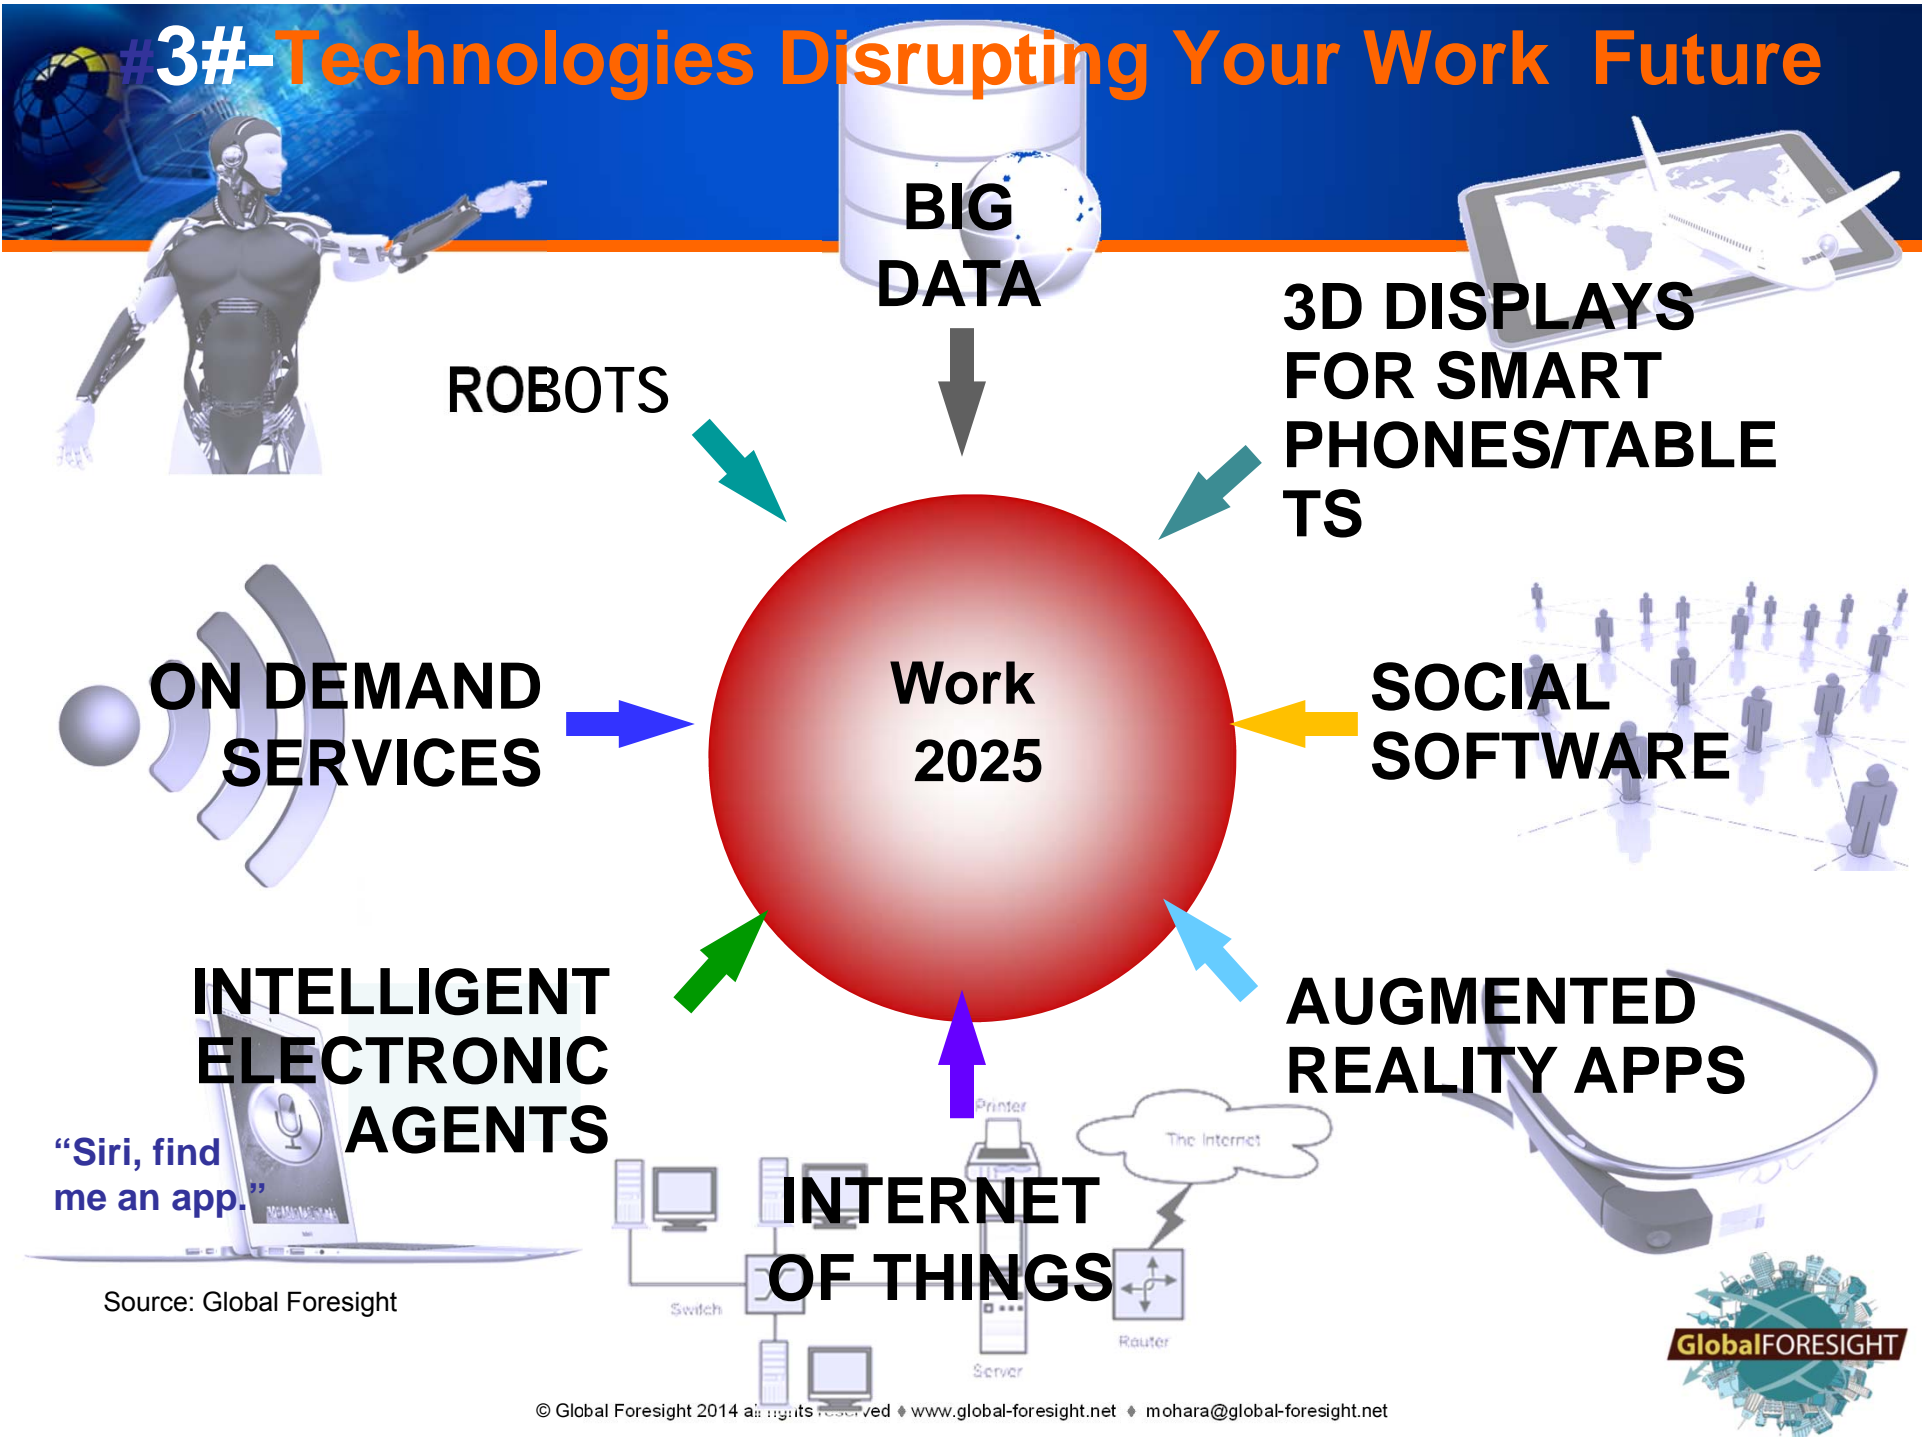 #3#-Technologies Disrupting Your Work Future
BIG
DATA
3D DISPLAYS
FOR SMART
PHONES/TABLE
TS
ROBOTS
ON DEMAND
SERVICES
Work
2025
SOCIAL
SOFTWARE
INTELLIGENT
ELECTRONIC
AGENTS
“Siri, find
me an app.”
AUGMENTED
REALITY APPS
Printer
The Internet
INTERNET
OF THINGS
Switch
Router
Server
Source: Global Foresight
GlobalFORESIGHT
© Global Foresight 2014 all rights reserved ♦ www.global-foresight.net ♦ mohara@global-foresight.net